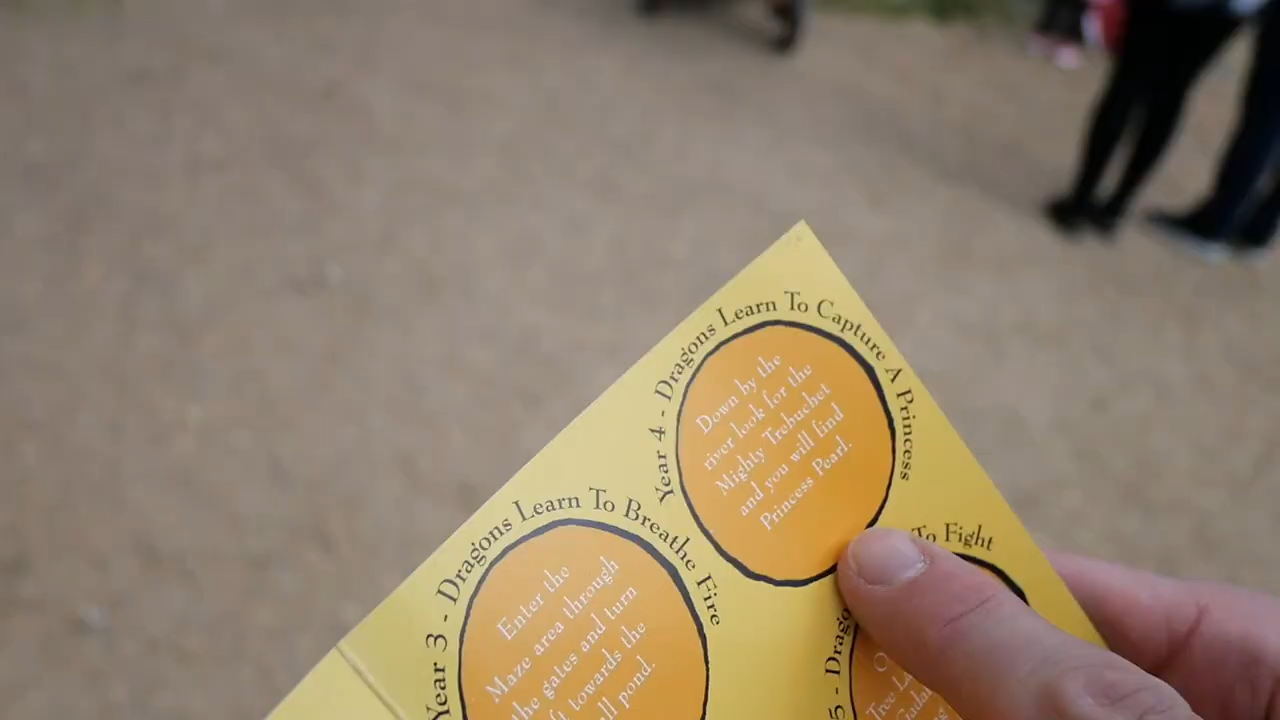 Year 4 - Dragons Learn To Capture A Princess
Down by the
river look for the
Mighty Trebuchet
and you will find
Princess Pearl.
Year 3 - Dragons Learn To Breathe Fire
Enter the
Maze area through
the gates and turn
towards the
pond.
To Fight